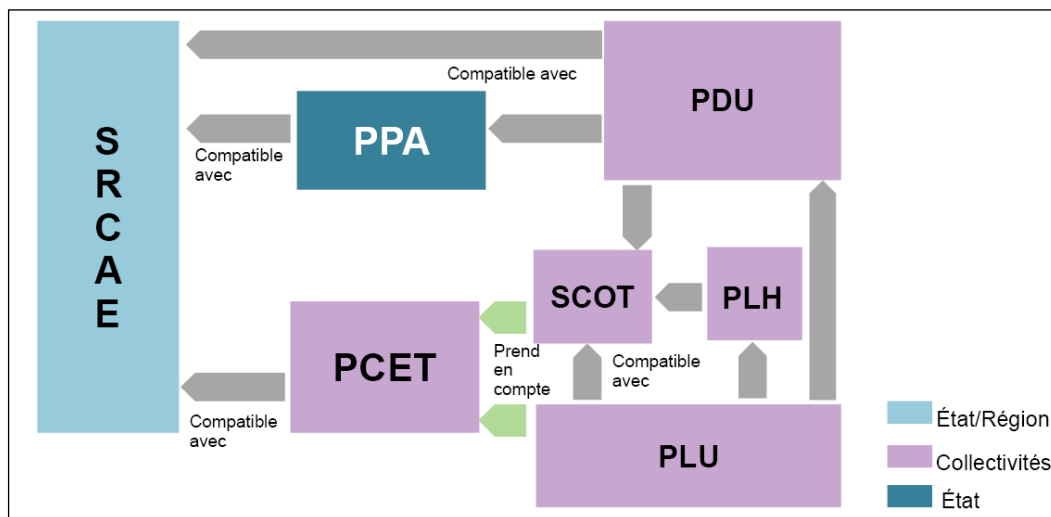 S
R
C
A
E
Compatible avec
PDU
PPA
Compatible
avec
SCOT
PLH
PCET
Prend
en
compte
Compatible
avec
Compatible
avec
PLU
État/Région
Collectivités
État